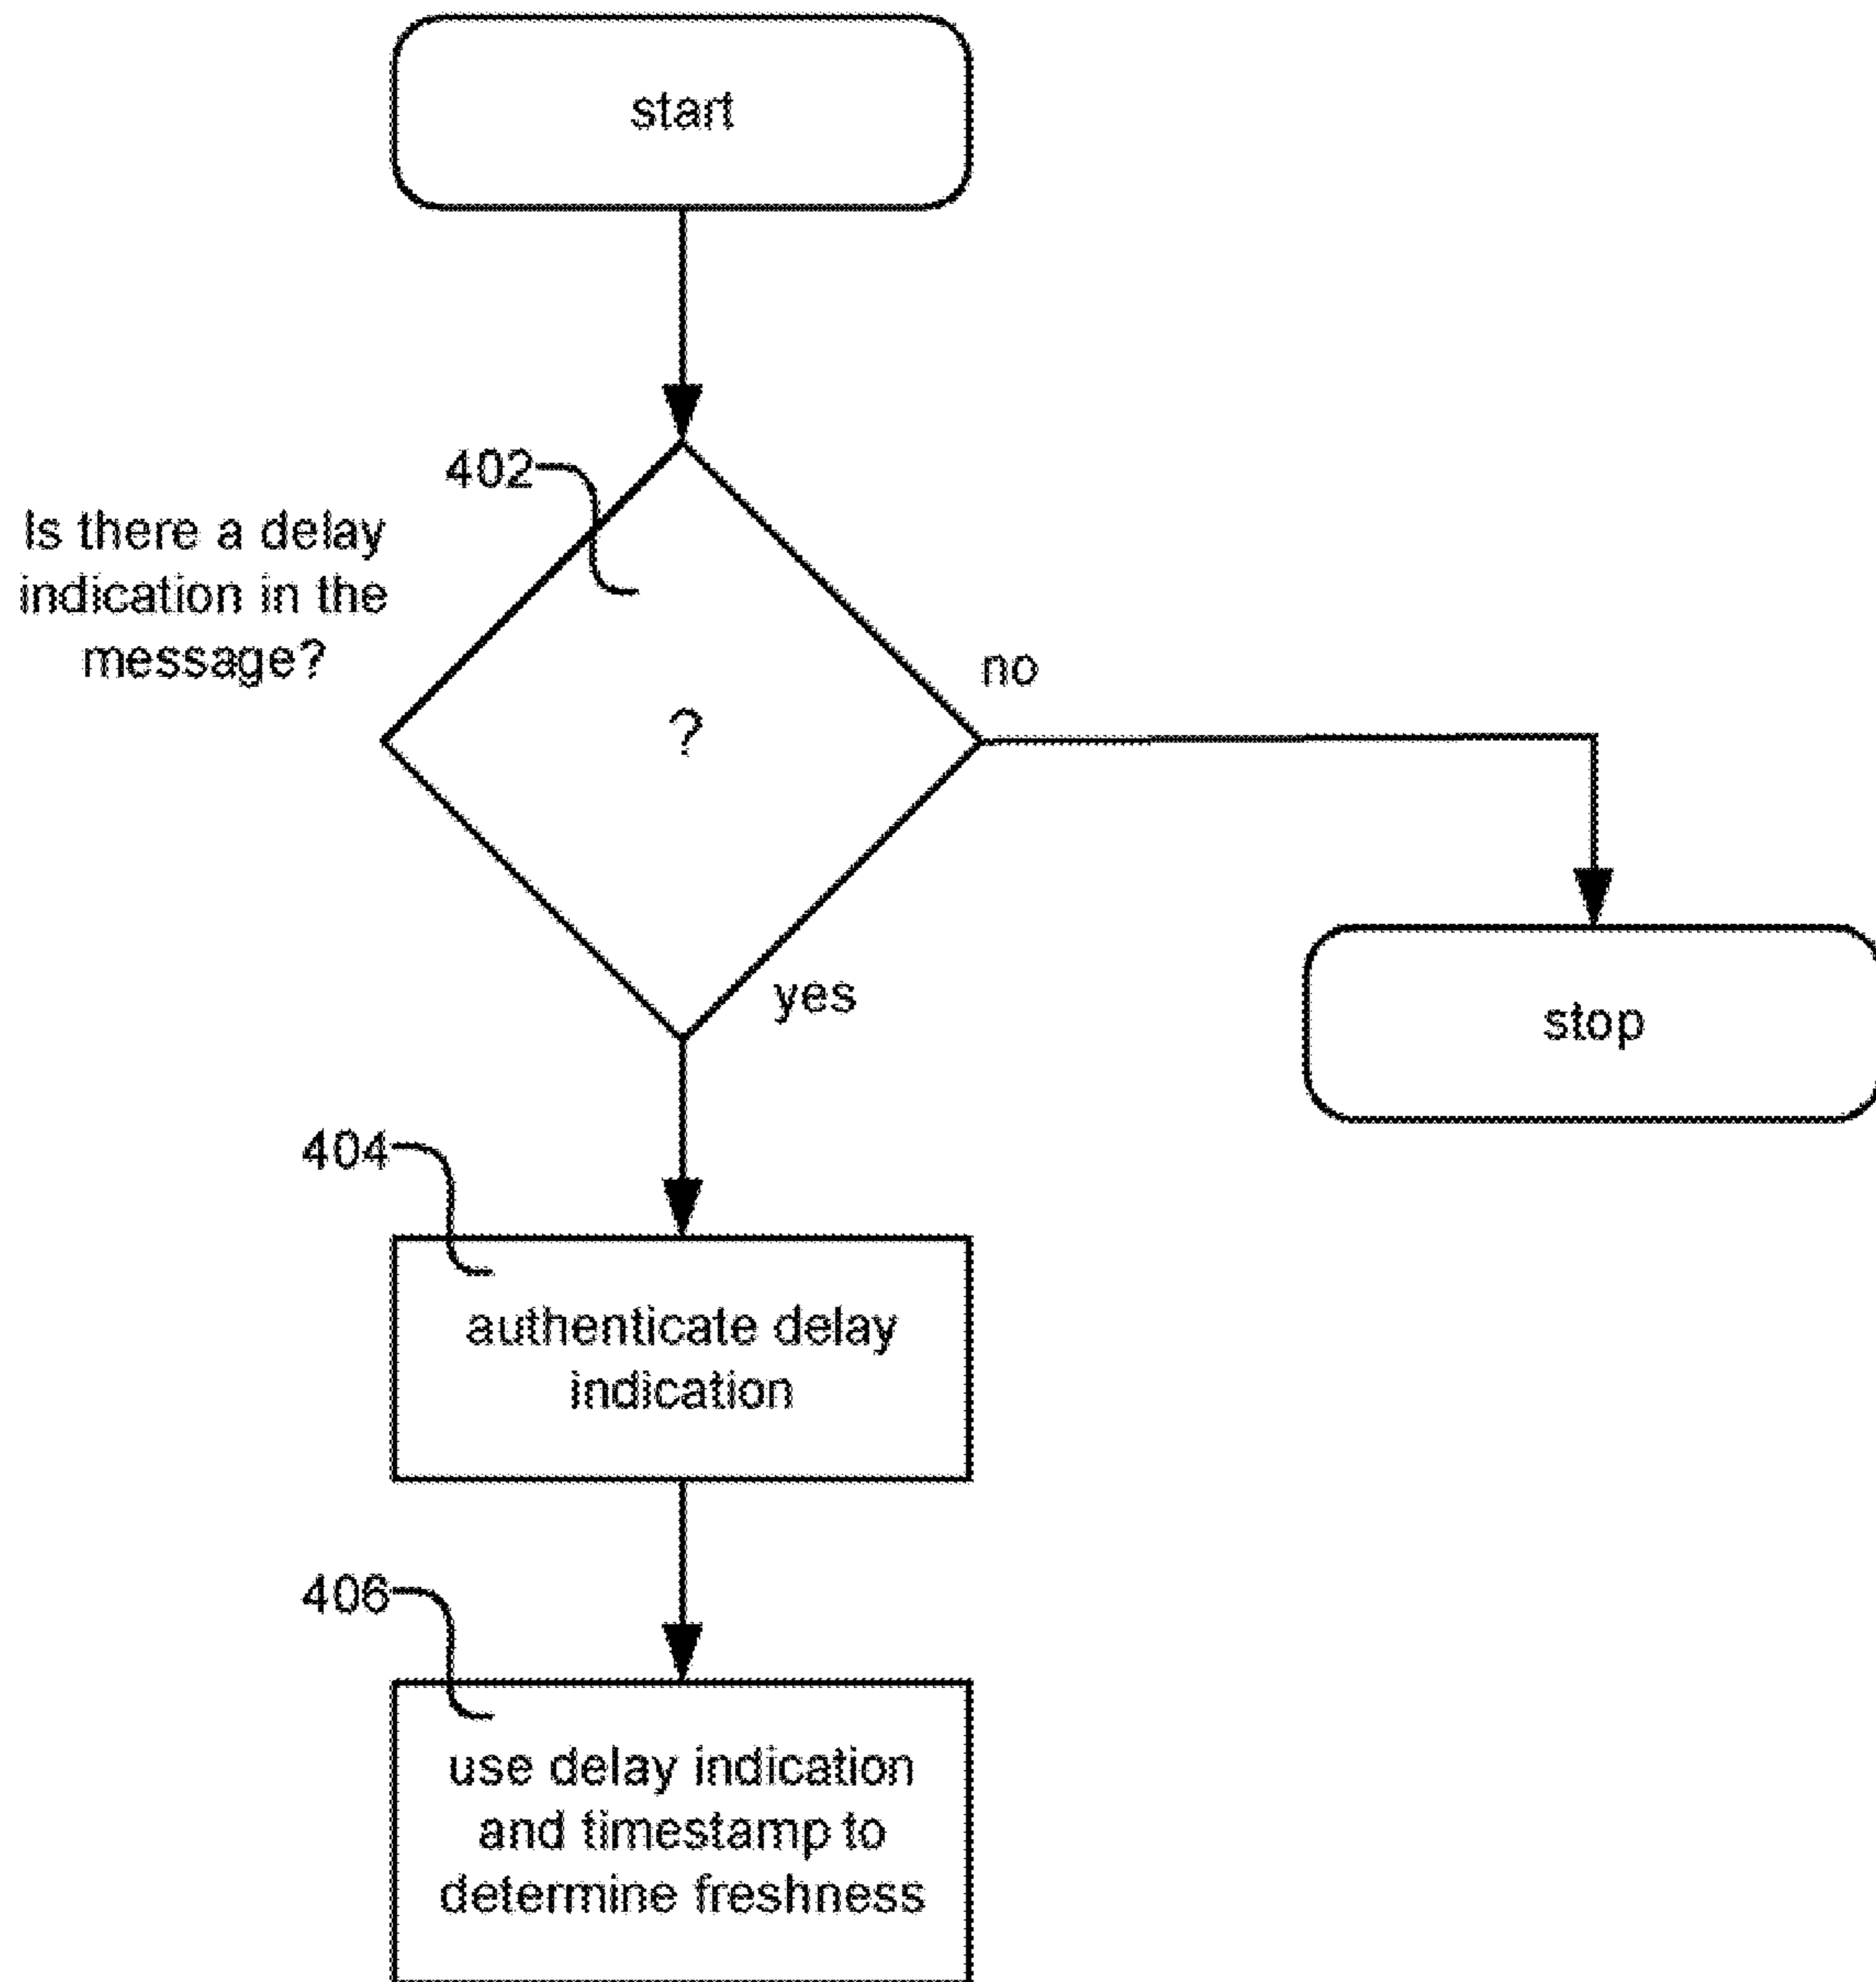 start
402
Is there a delay
indication in the
message?
?
no
yes
stop
404
authenticate delay
indication
406
use delay indication
and timestamp to
determine freshness